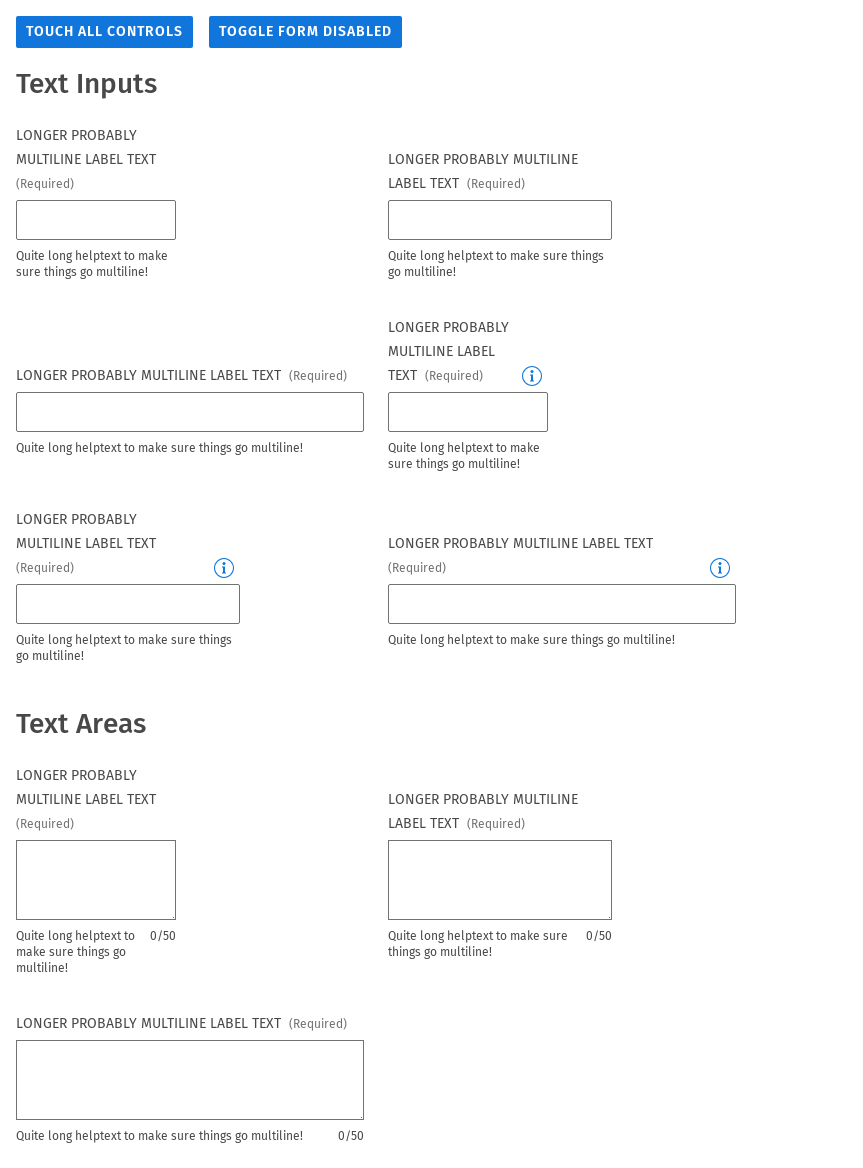 TOUCH ALL CONTROLS
TOGGLE FORM DISABLED
Text Inputs
LONGER PROBABLY
MULTILINE LABEL TEXT
(Required)
Quite long helptext to make
sure things go multiline!
LONGER PROBABLY MULTILINE
LABEL TEXT (Required)
Quite long helptext to make sure things
go multiline!
LONGER PROBABLY MULTILINE LABEL TEXT (Required)
Quite long helptext to make sure things go multiline!
LONGER PROBABLY
MULTILINE LABEL
TEXT (Required)
Quite long helptext to make
sure things go multiline!
LONGER PROBABLY
MULTILINE LABEL TEXT
(Required)
Quite long helptext to make sure things
go multiline!
LONGER PROBABLY MULTILINE LABEL TEXT
(Required)
Quite long helptext to make sure things go multiline!
Text Areas
LONGER PROBABLY
MULTILINE LABEL TEXT
(Required)
Quite long helptext to 0/50
make sure things go
multiline!
LONGER PROBABLY MULTILINE
LABEL TEXT (Required)
Quite long helptext to make sure 0/50
things go multiline!
LONGER PROBABLY MULTILINE LABEL TEXT (Required)
Quite long helptext to make sure things go multiline! 0/50